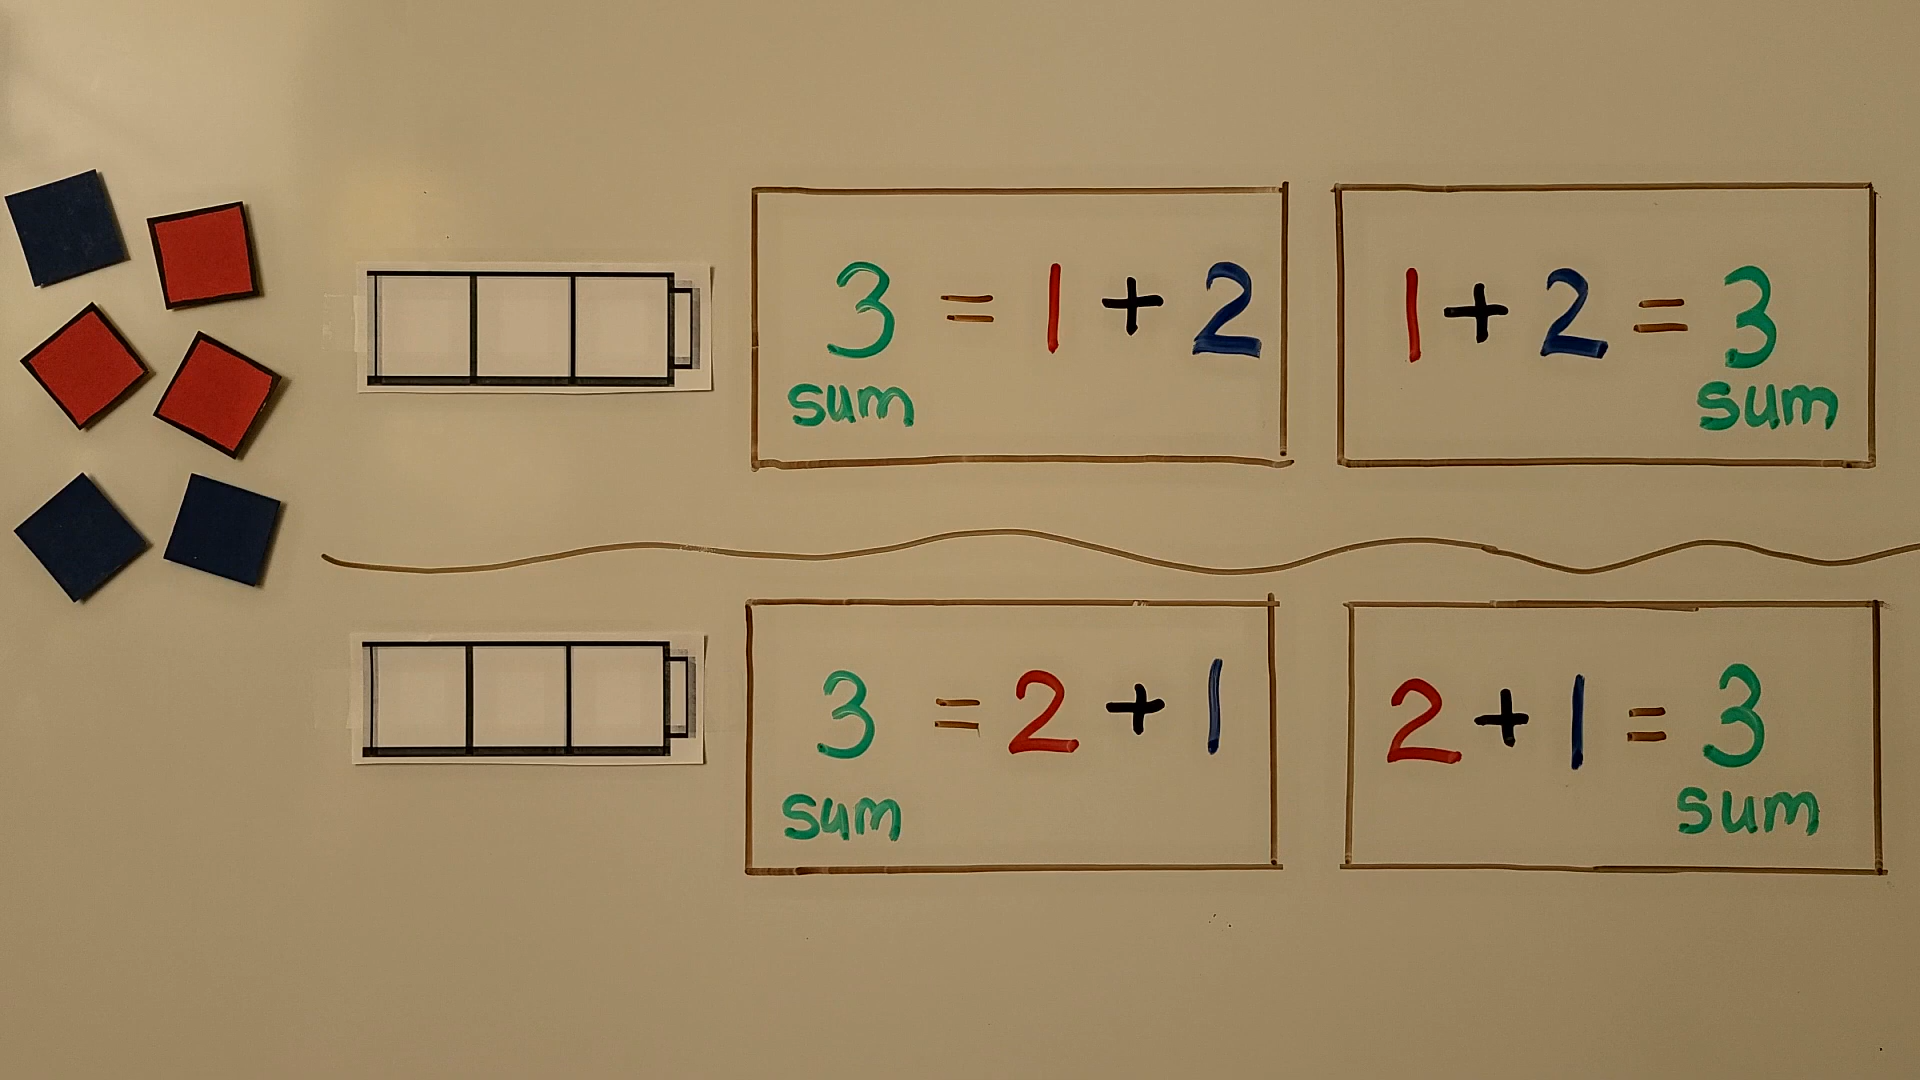 3 = 1 + 2
sum
1 + 2 = 3
sum
3 = 2 + 1
sum
2 + 1 = 3
sum